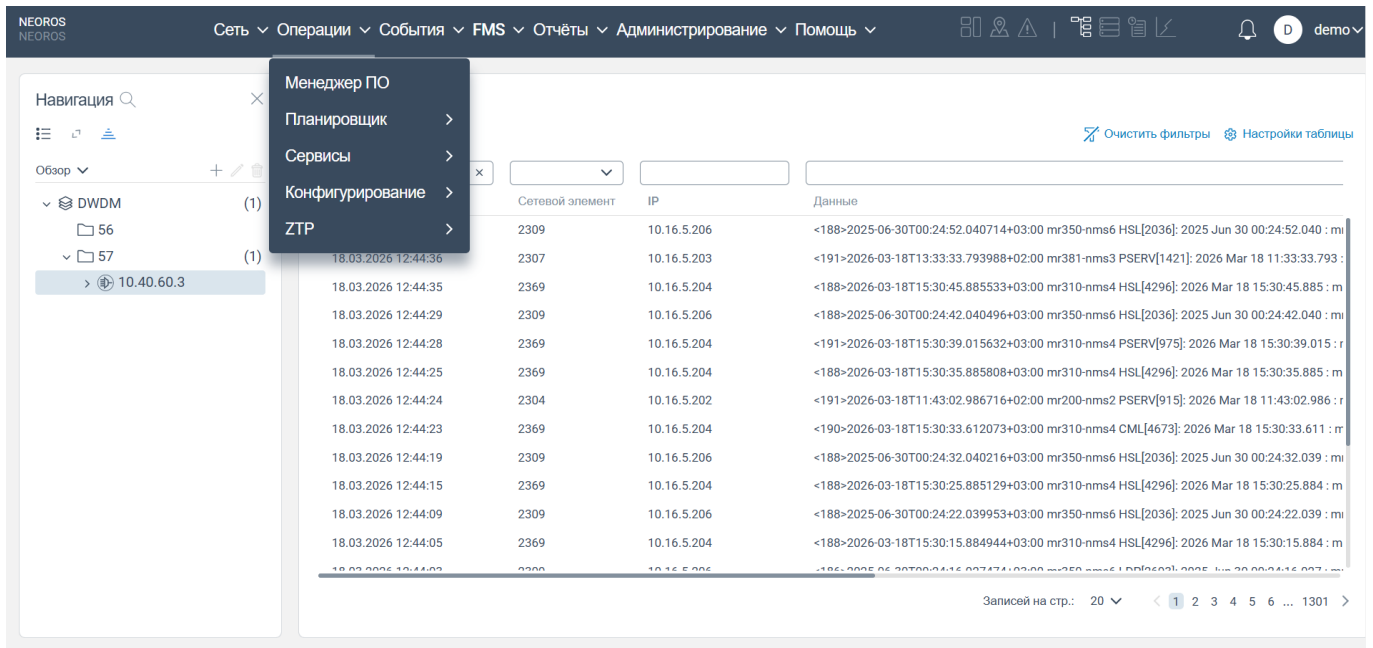 NEOROS
NEOROS
Сеть Операции События FMS Отчёты Администрирование Помощь
D demo
Менеджер ПО
Планировщик
Сервисы
Конфигурирование
ZTP
Навигация
Обзор
DWDM (1)
56
57 (1)
10.40.60.3
Очистить фильтры Настройки таблицы
Сетевой элемент IP Данные
2309 10.16.5.206 <188>2025-06-30T00:24:52.040714+03:00 mr350-nms6 HSL[2036]: 2025 Jun 30 00:24:52.040 :
18.03.2026 12:44:36 2307 10.16.5.203 <191>2026-03-18T13:33:33.793988+02:00 mr381-nms3 PSERV[1421]: 2026 Mar 18 11:33:33.793 :
18.03.2026 12:44:35 2369 10.16.5.204 <188>2026-03-18T15:30:45.885533+03:00 mr310-nms4 HSL[4296]: 2026 Mar 18 15:30:45.885 : m
18.03.2026 12:44:29 2309 10.16.5.206 <188>2025-06-30T00:24:42.040496+03:00 mr350-nms6 HSL[2036]: 2025 Jun 30 00:24:42.040 :
18.03.2026 12:44:28 2369 10.16.5.204 <191>2026-03-18T15:30:39.015632+03:00 mr310-nms4 PSERV[975]: 2026 Mar 18 15:30:39.015 :
18.03.2026 12:44:25 2369 10.16.5.204 <188>2026-03-18T15:30:35.885808+03:00 mr310-nms4 HSL[4296]: 2026 Mar 18 15:30:35.885 : m
18.03.2026 12:44:24 2304 10.16.5.202 <191>2026-03-18T11:43:02.986716+02:00 mr200-nms2 PSERV[915]: 2026 Mar 18 11:43:02.986 :
18.03.2026 12:44:23 2369 10.16.5.204 <190>2026-03-18T15:30:33.612073+03:00 mr310-nms4 CML[4673]: 2026 Mar 18 15:30:33.611 : m
18.03.2026 12:44:19 2309 10.16.5.206 <188>2025-06-30T00:24:32.040216+03:00 mr350-nms6 HSL[2036]: 2025 Jun 30 00:24:32.039 :
18.03.2026 12:44:15 2369 10.16.5.204 <188>2026-03-18T15:30:25.885129+03:00 mr310-nms4 HSL[4296]: 2026 Mar 18 15:30:25.884 : m
18.03.2026 12:44:09 2309 10.16.5.206 <188>2025-06-30T00:24:22.039953+03:00 mr350-nms6 HSL[2036]: 2025 Jun 30 00:24:22.039 :
18.03.2026 12:44:05 2369 10.16.5.204 <188>2026-03-18T15:30:15.884944+03:00 mr310-nms4 HSL[4296]: 2026 Mar 18 15:30:15.884 : m
Записей на стр.: 20 1 2 3 4 5 6 ... 1301